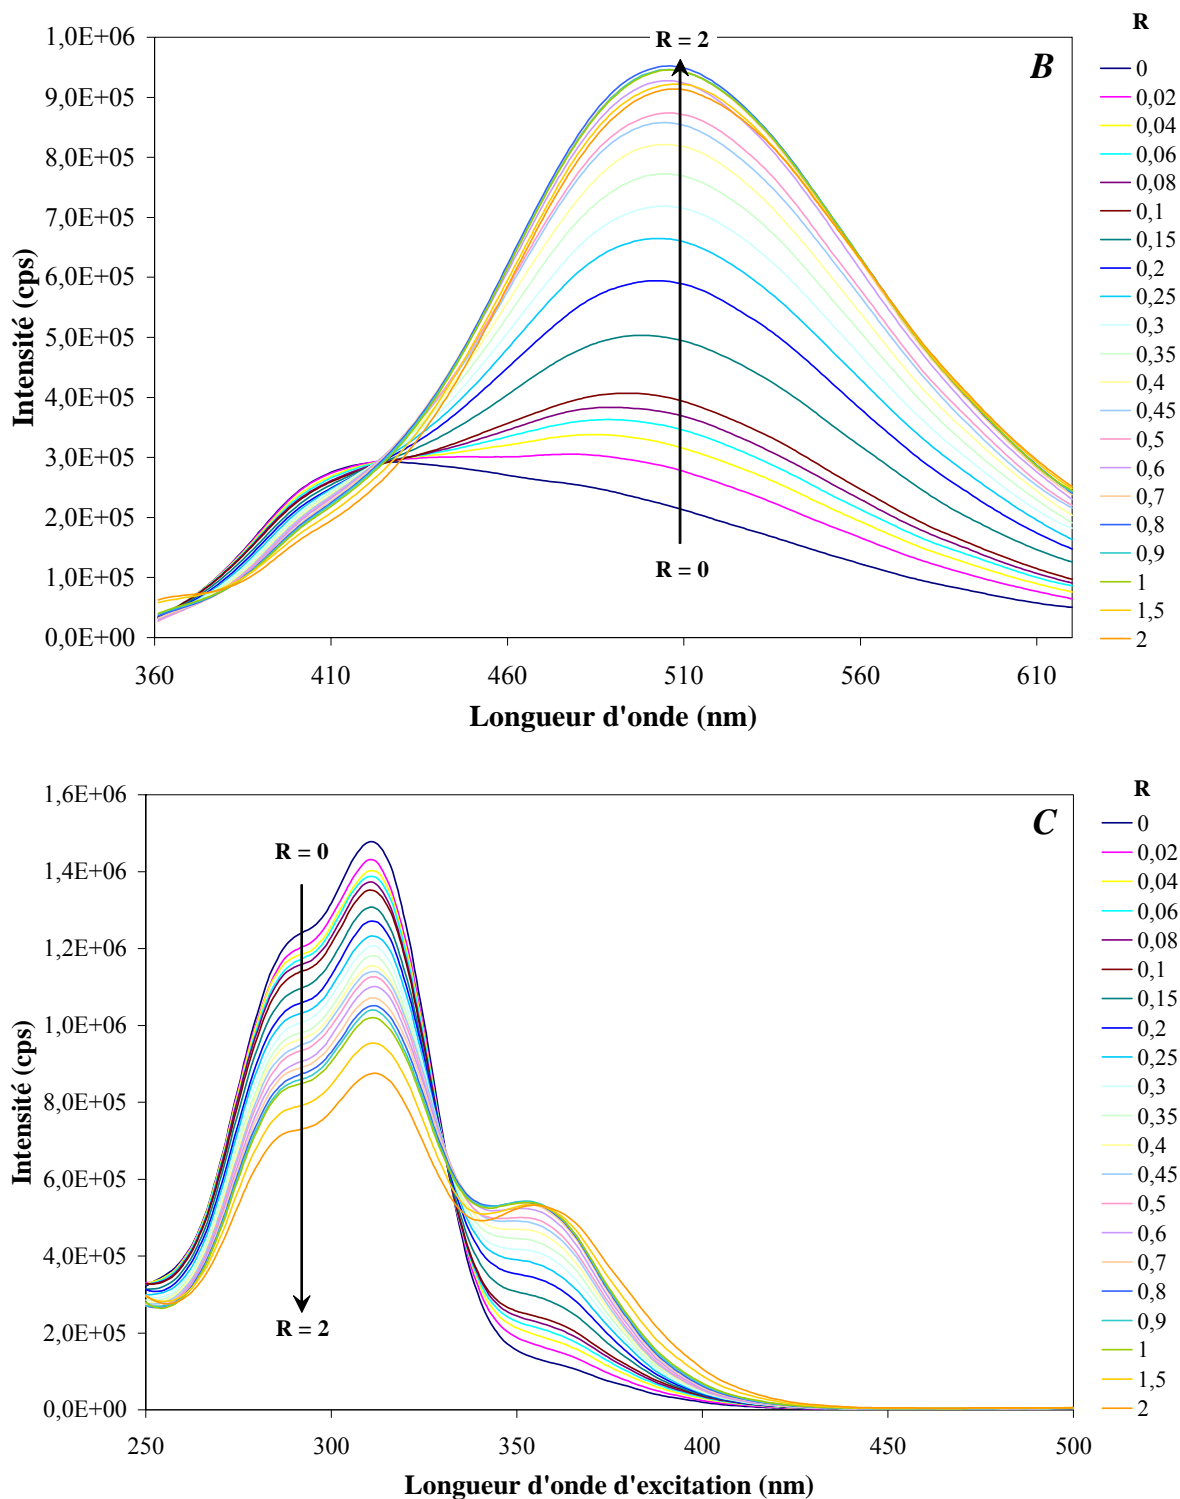 R
1,0E+06
R = 2
B
0
9,0E+05
0,02
8,0E+05
0,04
7,0E+05
0,06
6,0E+05
0,08
5,0E+05
0,1
4,0E+05
0,15
3,0E+05
0,2
2,0E+05
0,25
1,0E+05
0,3
0,0E+00
0,35
0,4
0,45
0,5
0,6
0,7
0,8
0,9
1
1,5
2
R = 0
Intensité (cps)
360 410 460 510 560 610
Longueur d'onde (nm)
R
1,6E+06
C
0
1,4E+06
0,02
1,2E+06
0,04
1,0E+06
0,06
8,0E+05
0,08
6,0E+05
0,1
4,0E+05
0,15
2,0E+05
0,2
0,0E+00
0,25
0,3
0,35
0,4
0,45
0,5
0,6
0,7
0,8
0,9
1
1,5
2
R = 0
R = 2
Intensité (cps)
250 300 350 400 450 500
Longueur d'onde d'excitation (nm)